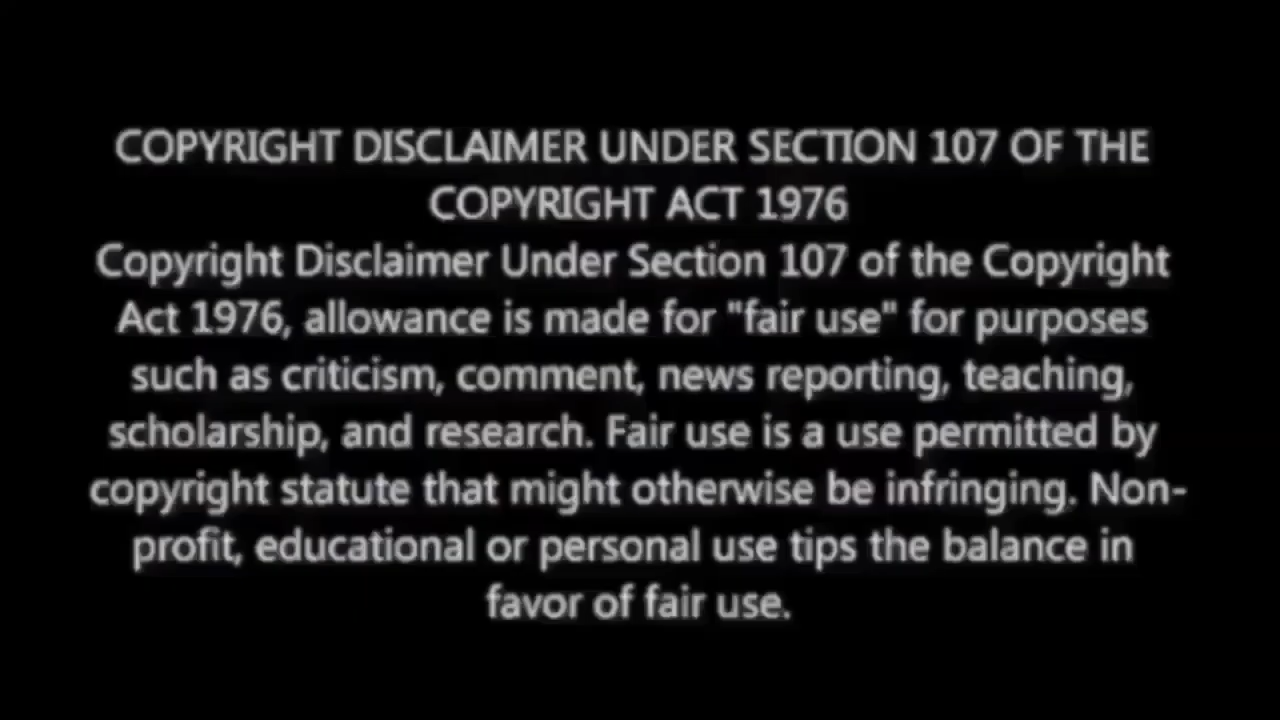 COPYRIGHT DISCLAIMER UNDER SECTION 107 OF THE
COPYRIGHT ACT 1976
Copyright Disclaimer Under Section 107 of the Copyright
Act 1976, allowance is made for "fair use" for purposes
such as criticism, comment, news reporting, teaching,
scholarship, and research. Fair use is a use permitted by
copyright statute that might otherwise be infringing. Non-
profit, educational or personal use tips the balance in
favor of fair use.